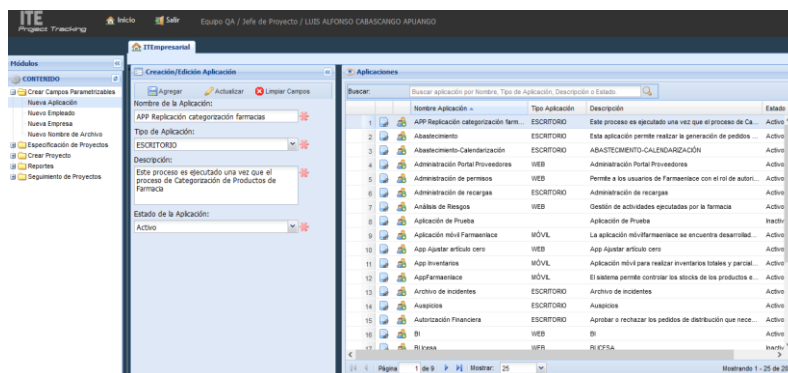 ITE
Project Tracking
Inicio
Salir
Equipo QA / Jefe de Proyecto / LUIS ALFONSO CABASCANGO APUANGO
ITEmpresarial
Módulos
CONTENIDO
Crear Campos Parametrizables
Nueva Aplicación
Nuevo Empleado
Nueva Empresa
Nuevo Nombre de Archivo
Especificación de Proyectos
Crear Proyecto
Reportes
Seguimiento de Proyectos
Creación/Edición Aplicación
Agregar Actualizar Limpiar Campos
Nombre de la Aplicación:
APP Replicación categorización farmacias
Tipo de Aplicación:
ESCRITORIO
Descripción:
Este proceso es ejecutado una vez que el
proceso de Categorización de Productos de
Farmacia
Estado de la Aplicación:
Activo
Aplicaciones
Buscar: Buscar aplicación por Nombre, Tipo de Aplicación, Descripción o Estado.
Nombre Aplicación Tipo Aplicación Descripción Estado
1 APP Replicación categorización farm... ESCRITORIO Este proceso es ejecutado una vez que el proceso de Ca... Activo
2 Abastecimiento ESCRITORIO Esta aplicación permite realizar la generación de pedidos ... Activo
3 Abastecimiento-Calendarización ESCRITORIO ABASTECIMIENTO-CALENDARIZACIÓN Activo
4 Administración Portal Proveedores WEB Administración Portal Proveedores Activo
5 Administración de permisos WEB Permite a los usuarios de Farmaenlace con el rol de autori... Activo
6 Administración de recargas ESCRITORIO Administración de recargas Activo
7 Análisis de Riesgos WEB Gestión de actividades ejecutadas por la farmacia Activo
8 Aplicación de Prueba Aplicación de Prueba Inactiv
9 Aplicación móvil Farmaenlace MÓVIL La aplicación móvilfarmaenlace se encuentra desarrollad... Activo
10 App Ajustar artículo cero WEB App Ajustar artículo cero Activo
11 App Inventarios MÓVIL Aplicación móvil para realizar inventarios totales y parcial... Activo
12 AppFarmaenlace MÓVIL El sistema permite controlar los stocks de los productos e... Activo
13 Archivo de incidentes ESCRITORIO Archivo de incidentes Activo
14 Auspicios ESCRITORIO Auspicios Activo
15 Autorización Financiera ESCRITORIO Aprobar o rechazar los pedidos de distribución que nece... Activo
16 BI WEB BI Activo
17 BUcesa WEB BUCESA Inactiv
Página 1 de 9 Mostrar: 25 Mostrando 1 - 25 de 20